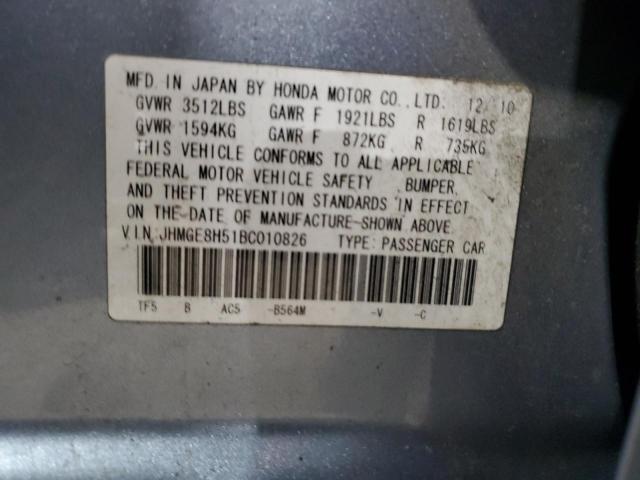 MFD. IN JAPAN BY HONDA MOTOR CO.,LTD. 12/10
GVWR 3512LBS GAWR F 1921LBS R 1619LBS
GVWR 1594KG GAWR F 872KG R 735KG
THIS VEHICLE CONFORMS TO ALL APPLICABLE
FEDERAL MOTOR VEHICLE SAFETY, BUMPER,
AND THEFT PREVENTION STANDARDS IN EFFECT
ON THE DATE OF MANUFACTURE SHOWN ABOVE.
V.I.N. JHMGE8H51BC010826 TYPE: PASSENGER CAR
TF5 B AC5 -B564M -V -C